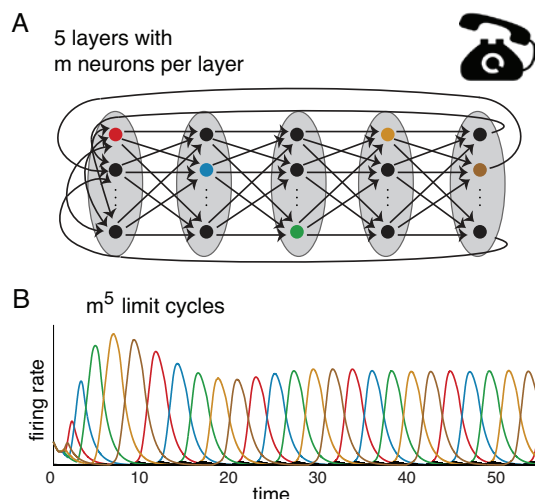 A
5 layers with
m neurons per layer
B
m⁵ limit cycles
firing rate
0
10
20
30
40
50
time